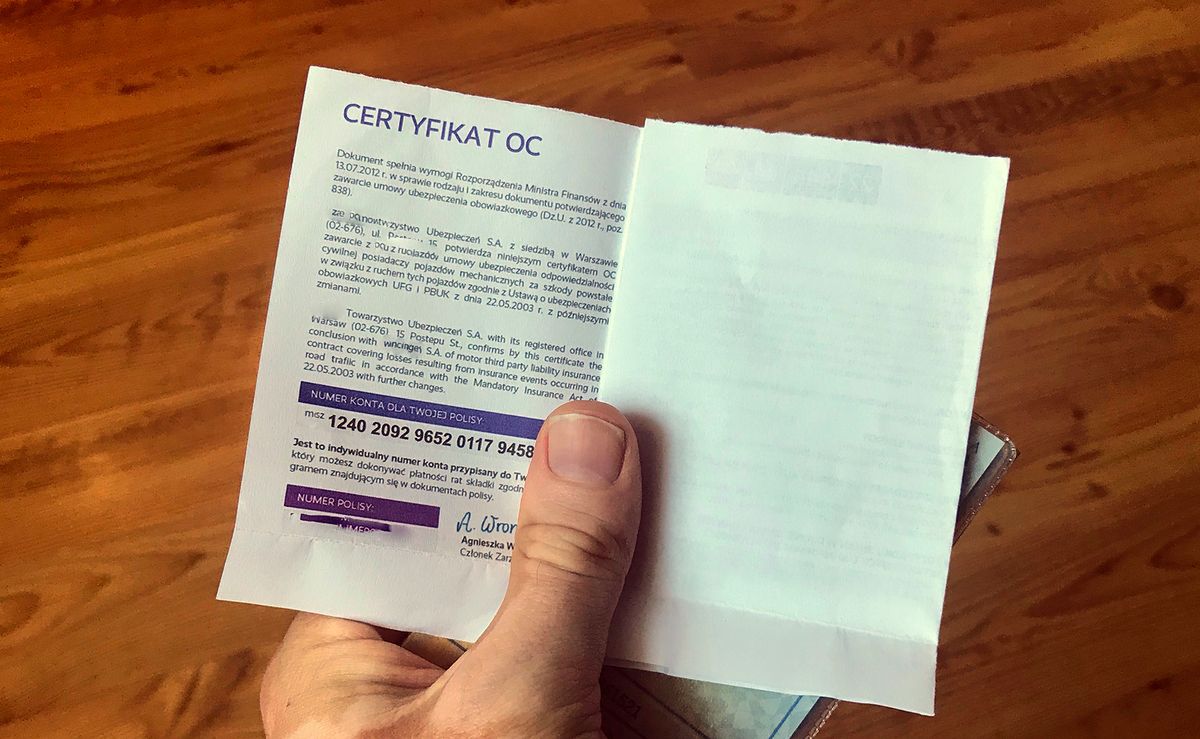 CERTYFIKAT OC
Dokument spełnia wymogi Rozporządzenia Ministra Finansów z dnia
13.07.2012 r. w sprawie rodzaju i zakresu dokumentu potwierdzającego
zawarcie umowy ubezpieczenia obowiązkowego (Dz.U. z 2012 r., poz.
838).
Ubezpieczeń S.A. z siedzibą w Warszawie
(02-676), ul. 15, potwierdza niniejszym certyfikatem OC
zawarcie z umowy ubezpieczenia odpowiedzialności
cywilnej posiadaczy pojazdów mechanicznych za szkody powstałe
w związku z ruchem tych pojazdów zgodnie z Ustawą o ubezpieczeniach
obowiązkowych UFG i PBUK z dnia 22.05.2003 r. z późniejszymi
zmianami.
Towarzystwo Ubezpieczeń S.A. with its registered office in
Warsaw (02-676) 15 Postepu St., confirms by this certificate the
conclusion with S.A. of motor third party liability insurance
contract covering losses resulting from insurance events occurring in
road traffic in accordance with the Mandatory Insurance Act of
22.05.2003 with further changes.
NUMER KONTA DLA TWOJEJ POLISY:
msz 1240 2092 9652 0117 9458
Jest to indywidualny numer konta przypisany do Tw
który możesz dokonywać płatności rat składki zgodn
gramem znajdującym się w dokumentach polisy.
NUMER POLISY:
A. Wron
Agnieszka W
Członek Zarz